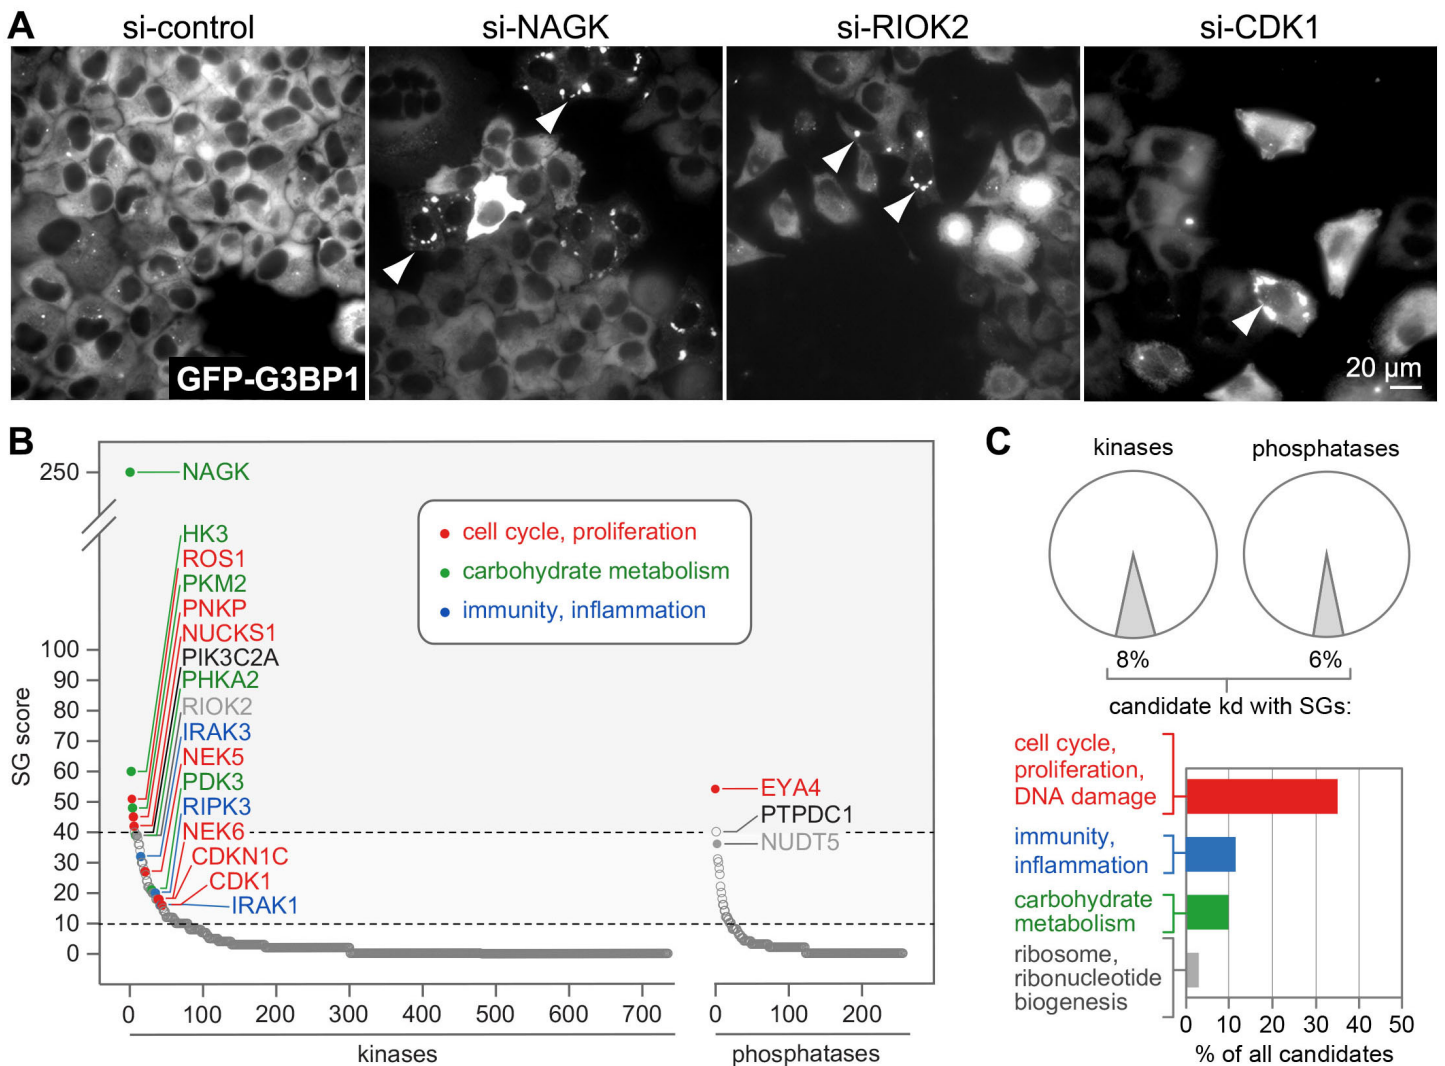 A
si-control
si-NAGK
si-RIOK2
si-CDK1
GFP-G3BP1
20 µm
B
SG score
250
100
90
80
70
60
50
40
30
20
10
0
NAGK
HK3
ROS1
PKM2
PNKP
NUCKS1
PIK3C2A
PHKA2
RIOK2
IRAK3
NEK5
PDK3
RIPK3
NEK6
CDKN1C
CDK1
IRAK1
cell cycle, proliferation
carbohydrate metabolism
immunity, inflammation
EYA4
PTPDC1
NUDT5
0 100 200 300 400 500 600 700
kinases
0 100 200
phosphatases
C
kinases
phosphatases
8%
6%
candidate kd with SGs:
cell cycle,
proliferation,
DNA damage
immunity,
inflammation
carbohydrate
metabolism
ribosome,
ribonucleotide
biogenesis
0 10 20 30 40 50
% of all candidates